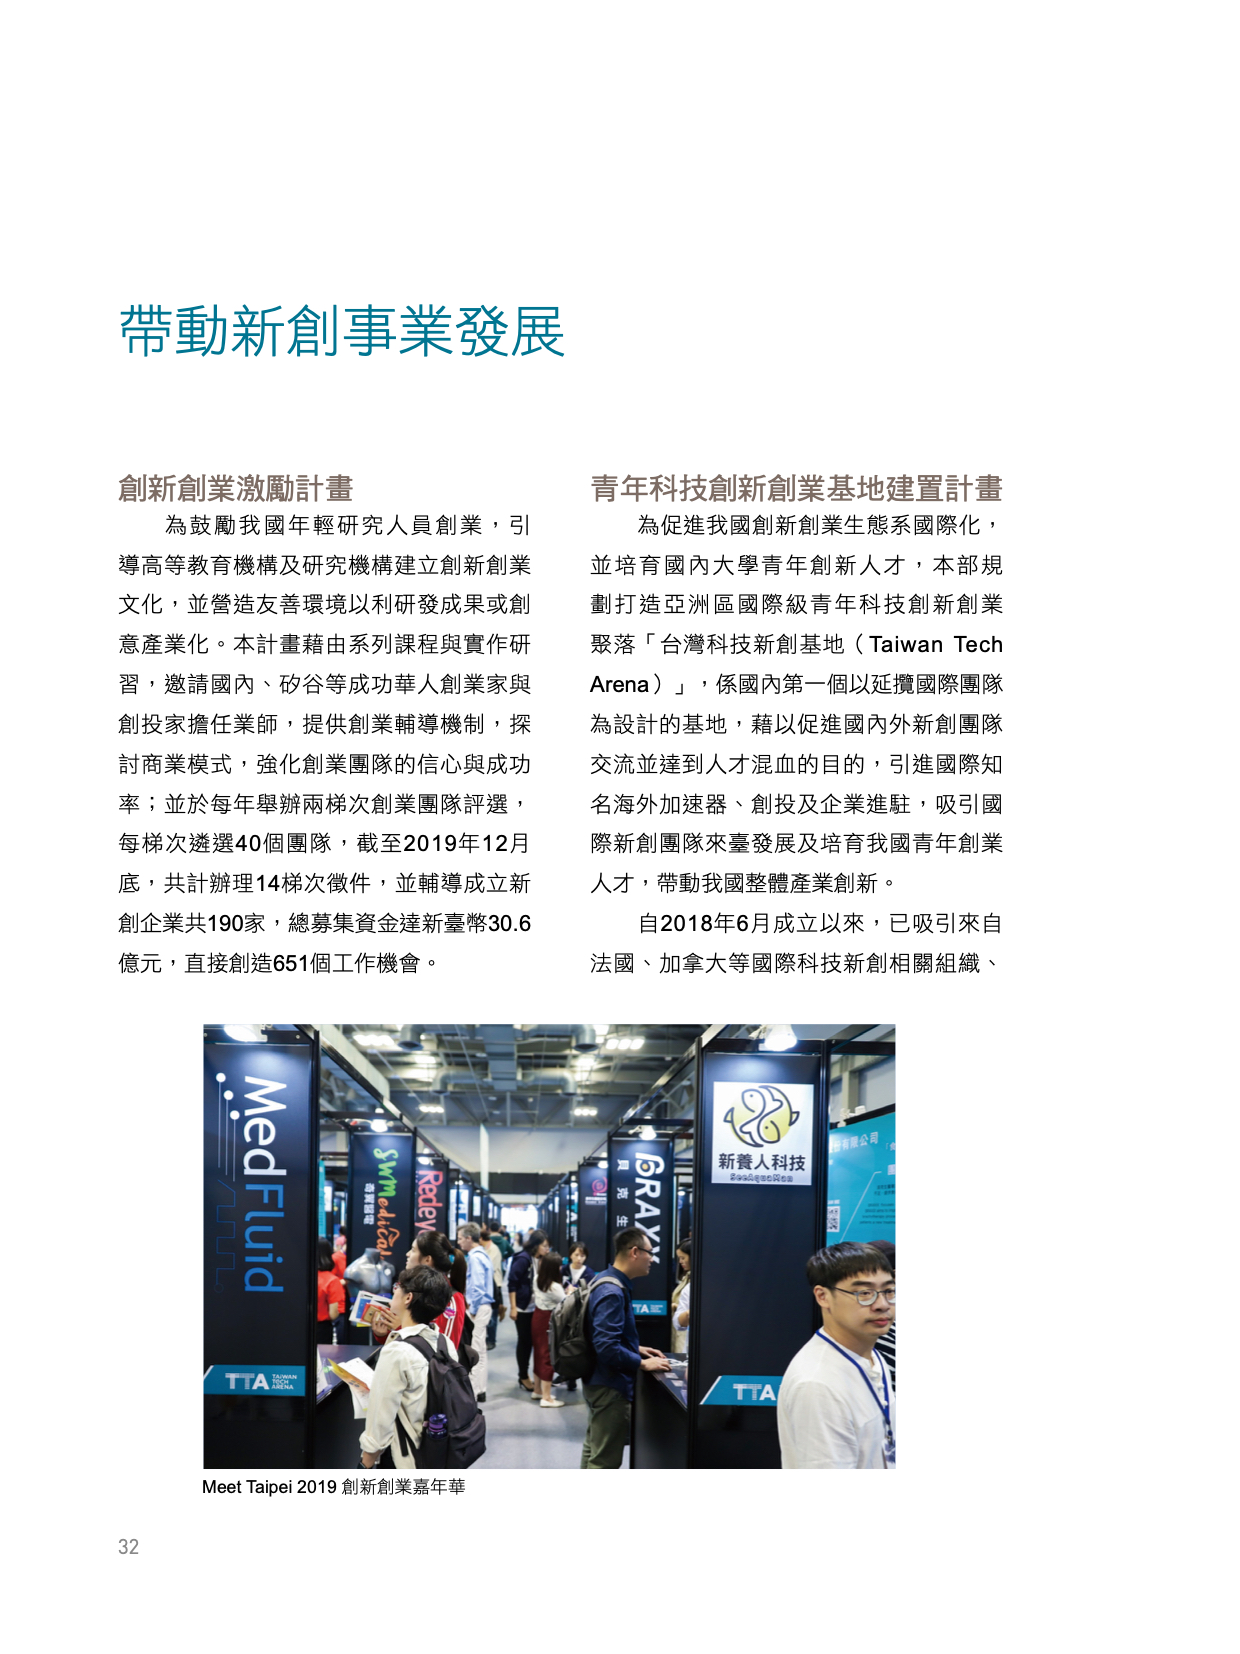 帶動新創事業發展
創新創業激勵計畫
為鼓勵我國年輕研究人員創業，引
導高等教育機構及研究機構建立創新創業
文化，並營造友善環境以利研發成果或創
意產業化。本計畫藉由系列課程與實作研
習，邀請國內、矽谷等成功華人創業家與
創投家擔任業師，提供創業輔導機制，探
討商業模式，強化創業團隊的信心與成功
率；並於每年舉辦兩梯次創業團隊評選，
每梯次遴選40個團隊，截至2019年12月
底，共計辦理14梯次徵件，並輔導成立新
創企業共190家，總募集資金達新臺幣30.6
億元，直接創造651個工作機會。
青年科技創新創業基地建置計畫
為促進我國創新創業生態系國際化，
並培育國內大學青年創新人才，本部規
劃打造亞洲區國際級青年科技創新創業
聚落「台灣科技新創基地（Taiwan Tech
Arena）」，係國內第一個以延攬國際團隊
為設計的基地，藉以促進國內外新創團隊
交流並達到人才混血的目的，引進國際知
名海外加速器、創投及企業進駐，吸引國
際新創團隊來臺發展及培育我國青年創業
人才，帶動我國整體產業創新。
自2018年6月成立以來，已吸引來自
法國、加拿大等國際科技新創相關組織、
MedFluid
SWMedical
Redey
BRAX
貝克生
新養人科技
SeeAquaMan
份有限公司
TTA TAIWAN TECH ARENA
TTA
TTA
Meet Taipei 2019 創新創業嘉年華
32